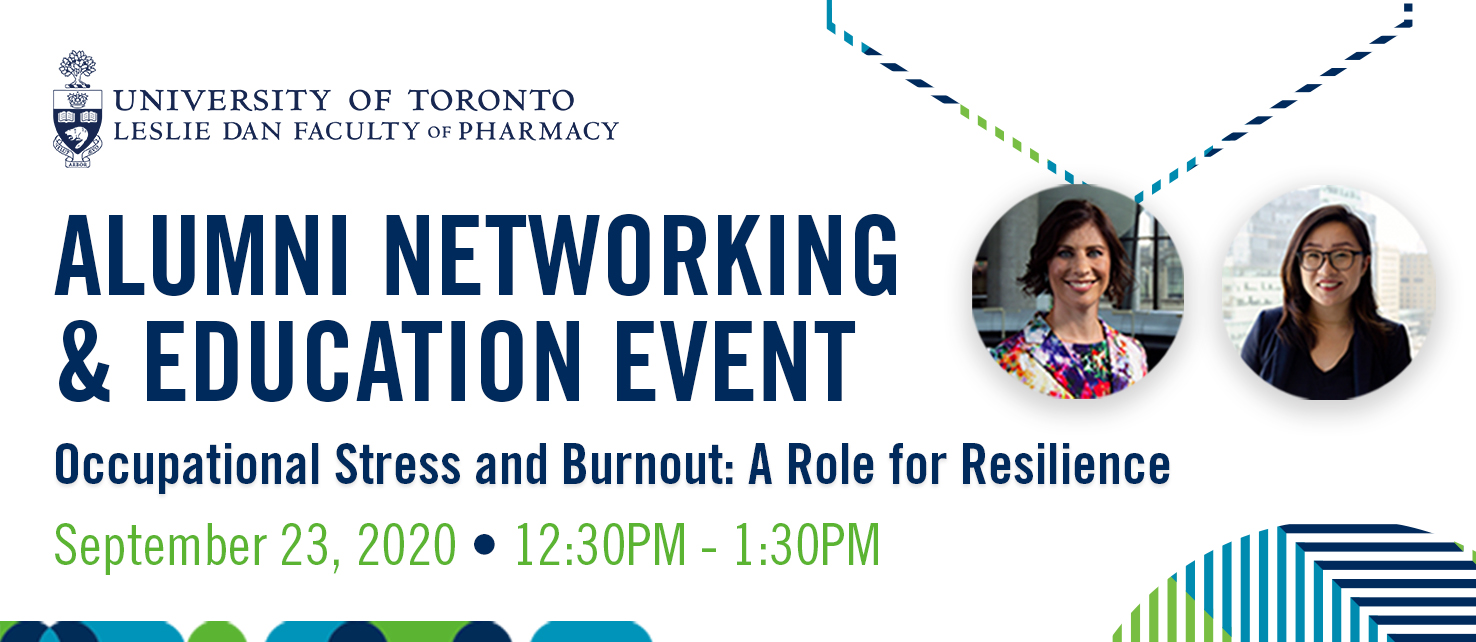 UNIVERSITY OF TORONTO
LESLIE DAN FACULTY OF PHARMACY
ALUMNI NETWORKING
& EDUCATION EVENT
Occupational Stress and Burnout: A Role for Resilience
September 23, 2020 • 12:30PM - 1:30PM